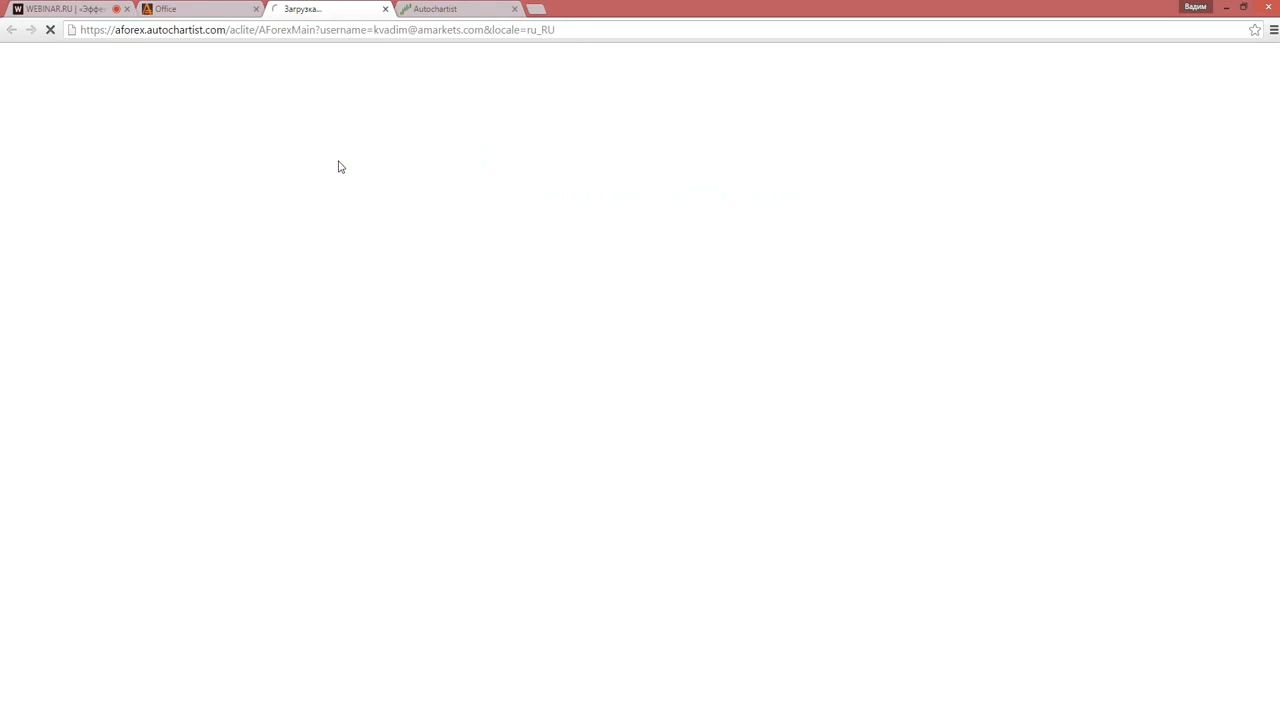 WEBINAR.RU | «Эффе
Office
Загрузка...
Autochartist
Вадим
https://aforex.autochartist.com/aclite/AForexMain?username=kvadim@amarkets.com&locale=ru_RU